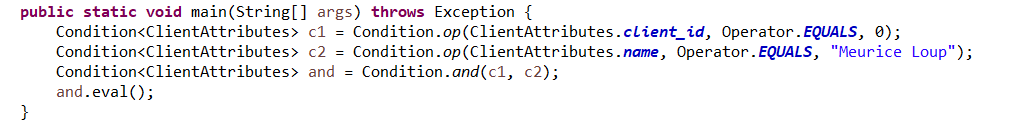 public static void main(String[] args) throws Exception {
    Condition<ClientAttributes> c1 = Condition.op(ClientAttributes.client_id, Operator.EQUALS, 0);
    Condition<ClientAttributes> c2 = Condition.op(ClientAttributes.name, Operator.EQUALS, "Meurice Loup");
    Condition<ClientAttributes> and = Condition.and(c1, c2);
    and.eval();
}